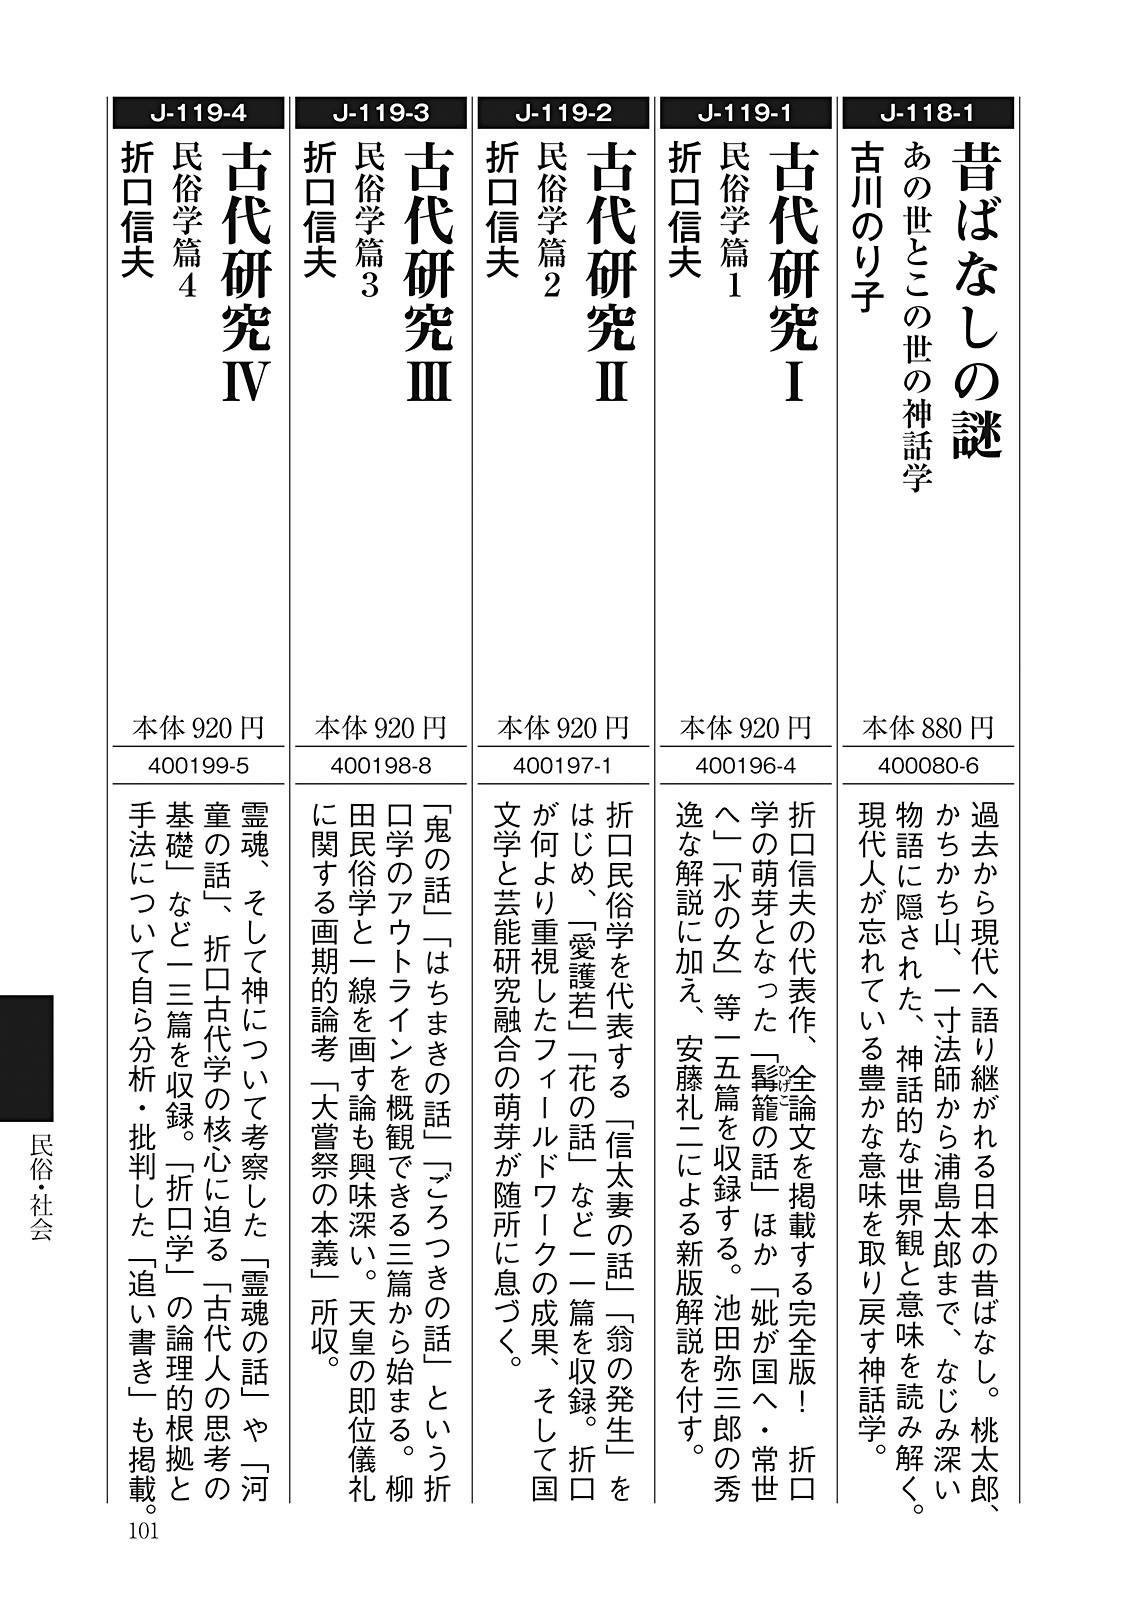 J-118-1
昔ばなしの謎
あの世とこの世の神話学
古川のり子
本体 880 円
400080-6
過去から現代へ語り継がれる日本の昔ばなし。桃太郎、
かちかち山、一寸法師から浦島太郎まで、なじみ深い
物語に隠された、神話的な世界観と意味を読み解く。
現代人が忘れている豊かな意味を取り戻す神話学。
J-119-1
古代研究Ⅰ
民俗学篇1
折口信夫
本体 920 円
400196-4
折口信夫の代表作、全論文を掲載する完全版！　折口
学の萌芽となった「髯籠の話」ほか「妣が国へ・常世
ひげこ
へ」「水の女」等一五篇を収録する。池田弥三郎の秀
逸な解説に加え、安藤礼二による新版解説を付す。
J-119-2
古代研究Ⅱ
民俗学篇2
折口信夫
本体 920 円
400197-1
折口民俗学を代表する「信太妻の話」「翁の発生」を
はじめ、「愛護若」「花の話」など一一篇を収録。折口
が何より重視したフィールドワークの成果、そして国
文学と芸能研究融合の萌芽が随所に息づく。
J-119-3
古代研究Ⅲ
民俗学篇3
折口信夫
本体 920 円
400198-8
「鬼の話」「はちまきの話」「ごろつきの話」という折
口学のアウトラインを概観できる三篇から始まる。柳
田民俗学と一線を画す論も興味深い。天皇の即位儀礼
に関する画期的論考「大嘗祭の本義」所収。
J-119-4
古代研究Ⅳ
民俗学篇4
折口信夫
本体 920 円
400199-5
霊魂、そして神について考察した「霊魂の話」や「河
童の話」、折口古代学の核心に迫る「古代人の思考の
基礎」など一三篇を収録。「折口学」の論理的根拠と
手法について自ら分析・批判した「追い書き」も掲載。
民俗・社会
101